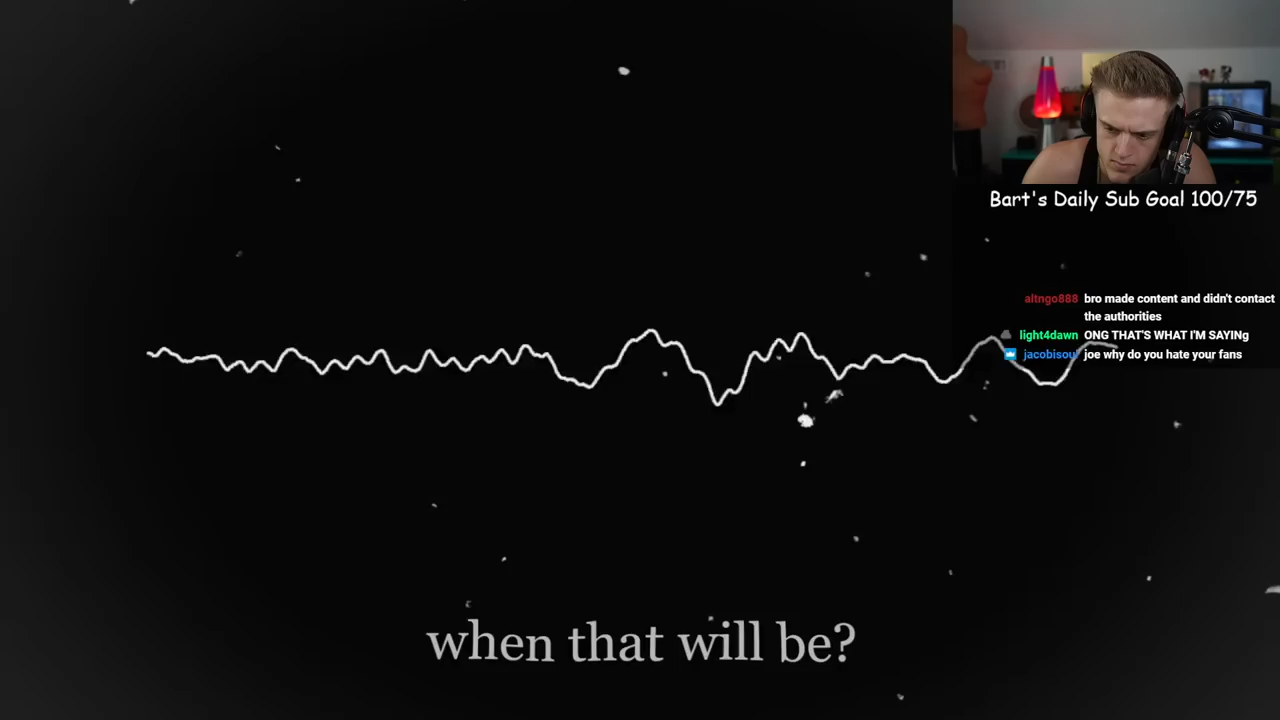 Bart's Daily Sub Goal 100/75
altngo888 bro made content and didn't contact
the authorities
light4dawn ONG THAT'S WHAT I'M SAYINg
jacobisou joe why do you hate your fans
when that will be?